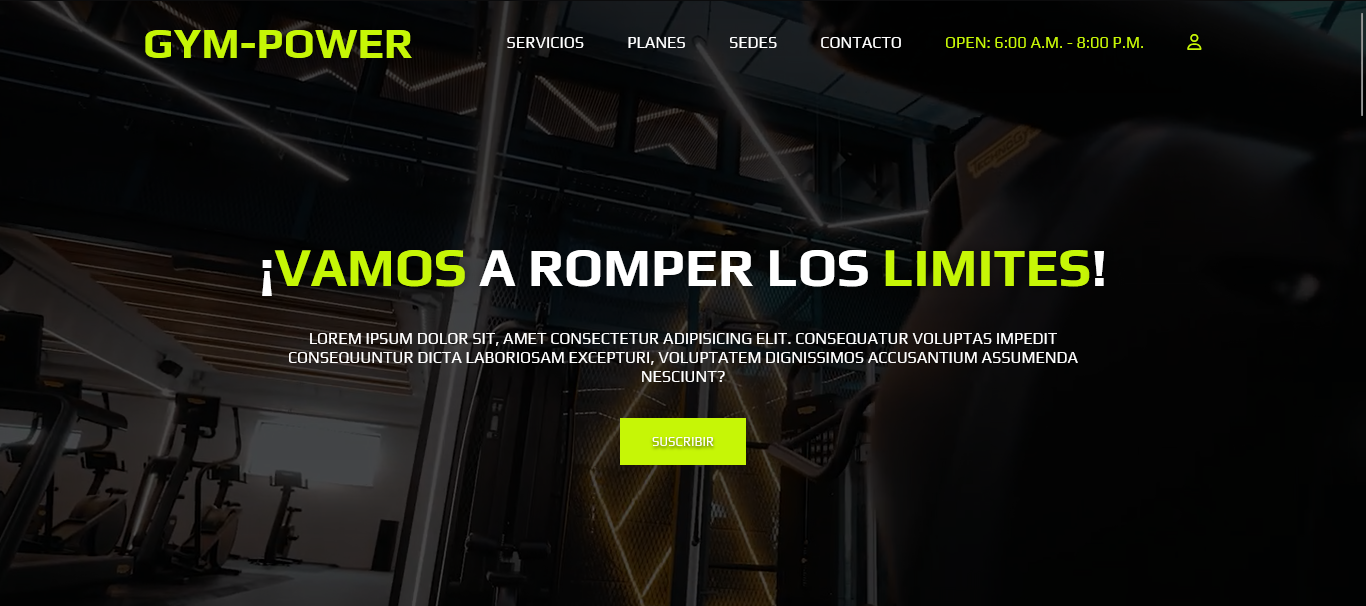 GYM-POWER
SERVICIOS PLANES SEDES CONTACTO OPEN: 6:00 A.M. - 8:00 P.M.
¡VAMOS A ROMPER LOS LIMITES!
LOREM IPSUM DOLOR SIT, AMET CONSECTETUR ADIPISICING ELIT. CONSEQUATUR VOLUPTAS IMPEDIT
CONSEQUUNTUR DICTA LABORIOSAM EXCEPTURI, VOLUPTATEM DIGNISSIMOS ACCUSANTIUM ASSUMENDA
NESCIUNT?
SUSCRIBIR